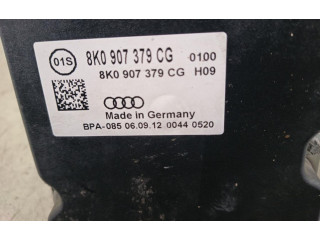 01S
8K0 907 379 CG 0100
8K0 907 379 CG H09
Made in Germany
BPA-085 06.09.12 0044 0520